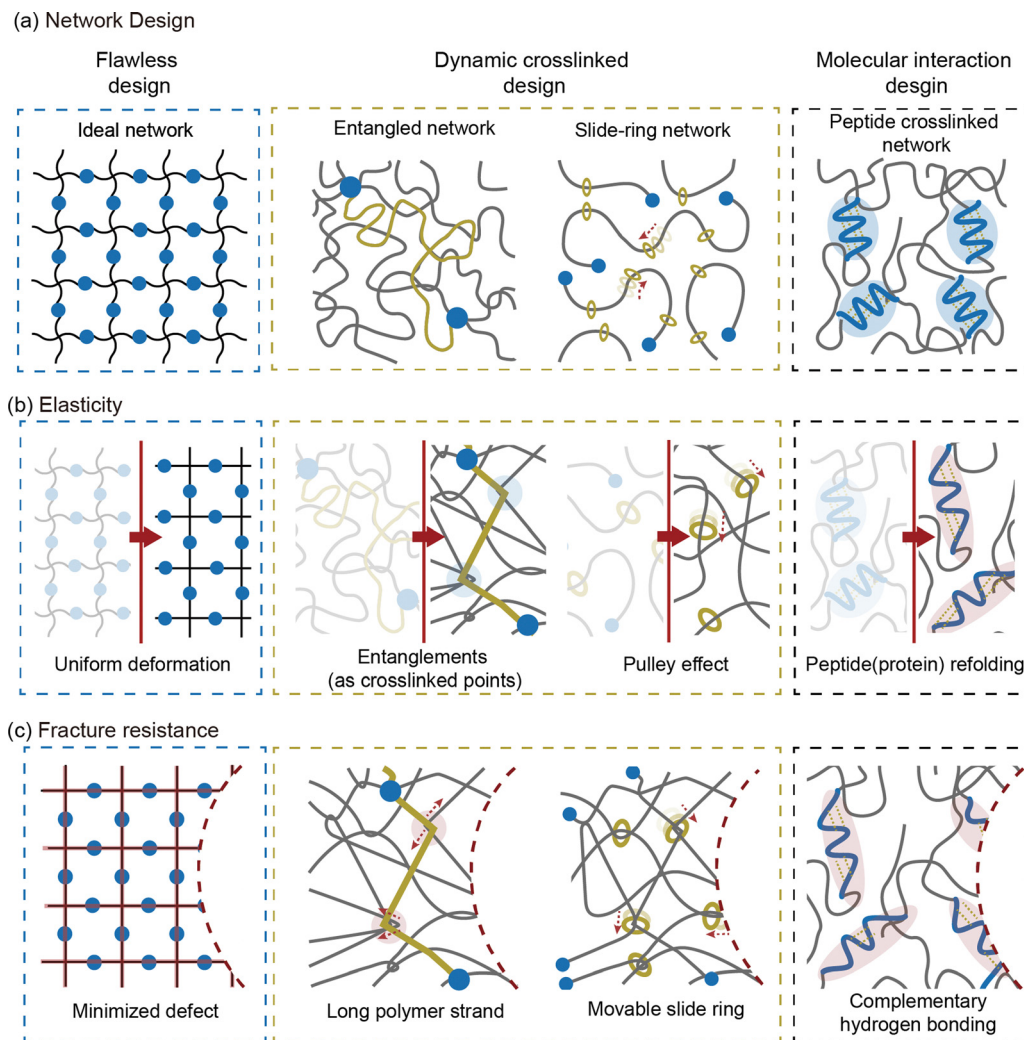 (a) Network Design
Flawless
design
Dynamic crosslinked
design
Molecular interaction
desgin
Ideal network
Entangled network
Slide-ring network
Peptide crosslinked
network
(b) Elasticity
Uniform deformation
Entanglements
(as crosslinked points)
Pulley effect
Peptide(protein) refolding
(c) Fracture resistance
Minimized defect
Long polymer strand
Movable slide ring
Complementary
hydrogen bonding